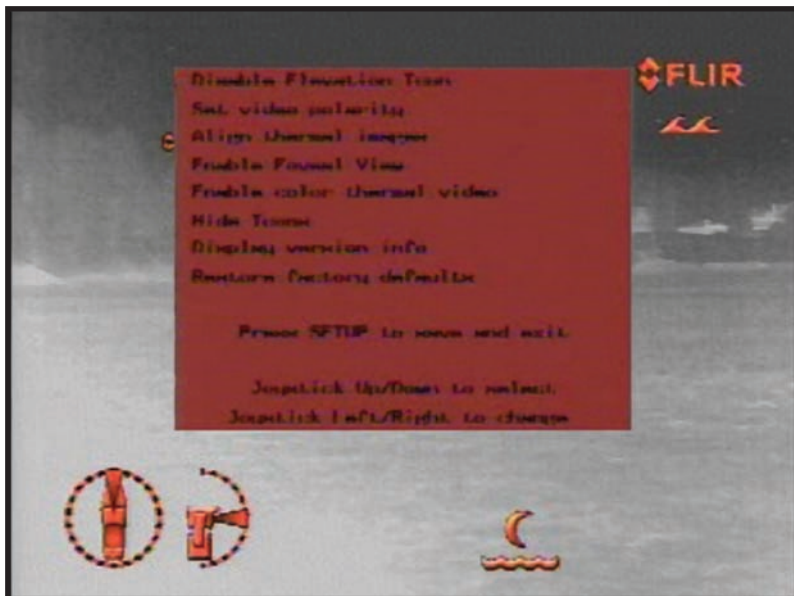 Disable Elevation Icon
Set video polarity
Align thermal images
Enable Foveal View
Enable color thermal video
Hide Icons
Display version info
Restore factory defaults
Press SETUP to save and exit
Joystick Up/Down to select
Joystick Left/Right to change
FLIR